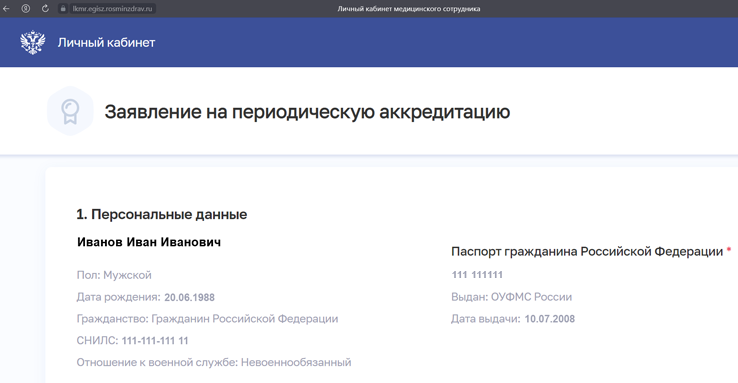 lkmr.egisz.rosminzdrav.ru
Личный кабинет медицинского сотрудника
Личный кабинет
Заявление на периодическую аккредитацию
1. Персональные данные
Иванов Иван Иванович
Пол: Мужской
Дата рождения: 20.06.1988
Гражданство: Гражданин Российской Федерации
СНИЛС: 111-111-111 11
Отношение к военной службе: Невоеннообязанный
Паспорт гражданина Российской Федерации *
111 111111
Выдан: ОУФМС России
Дата выдачи: 10.07.2008